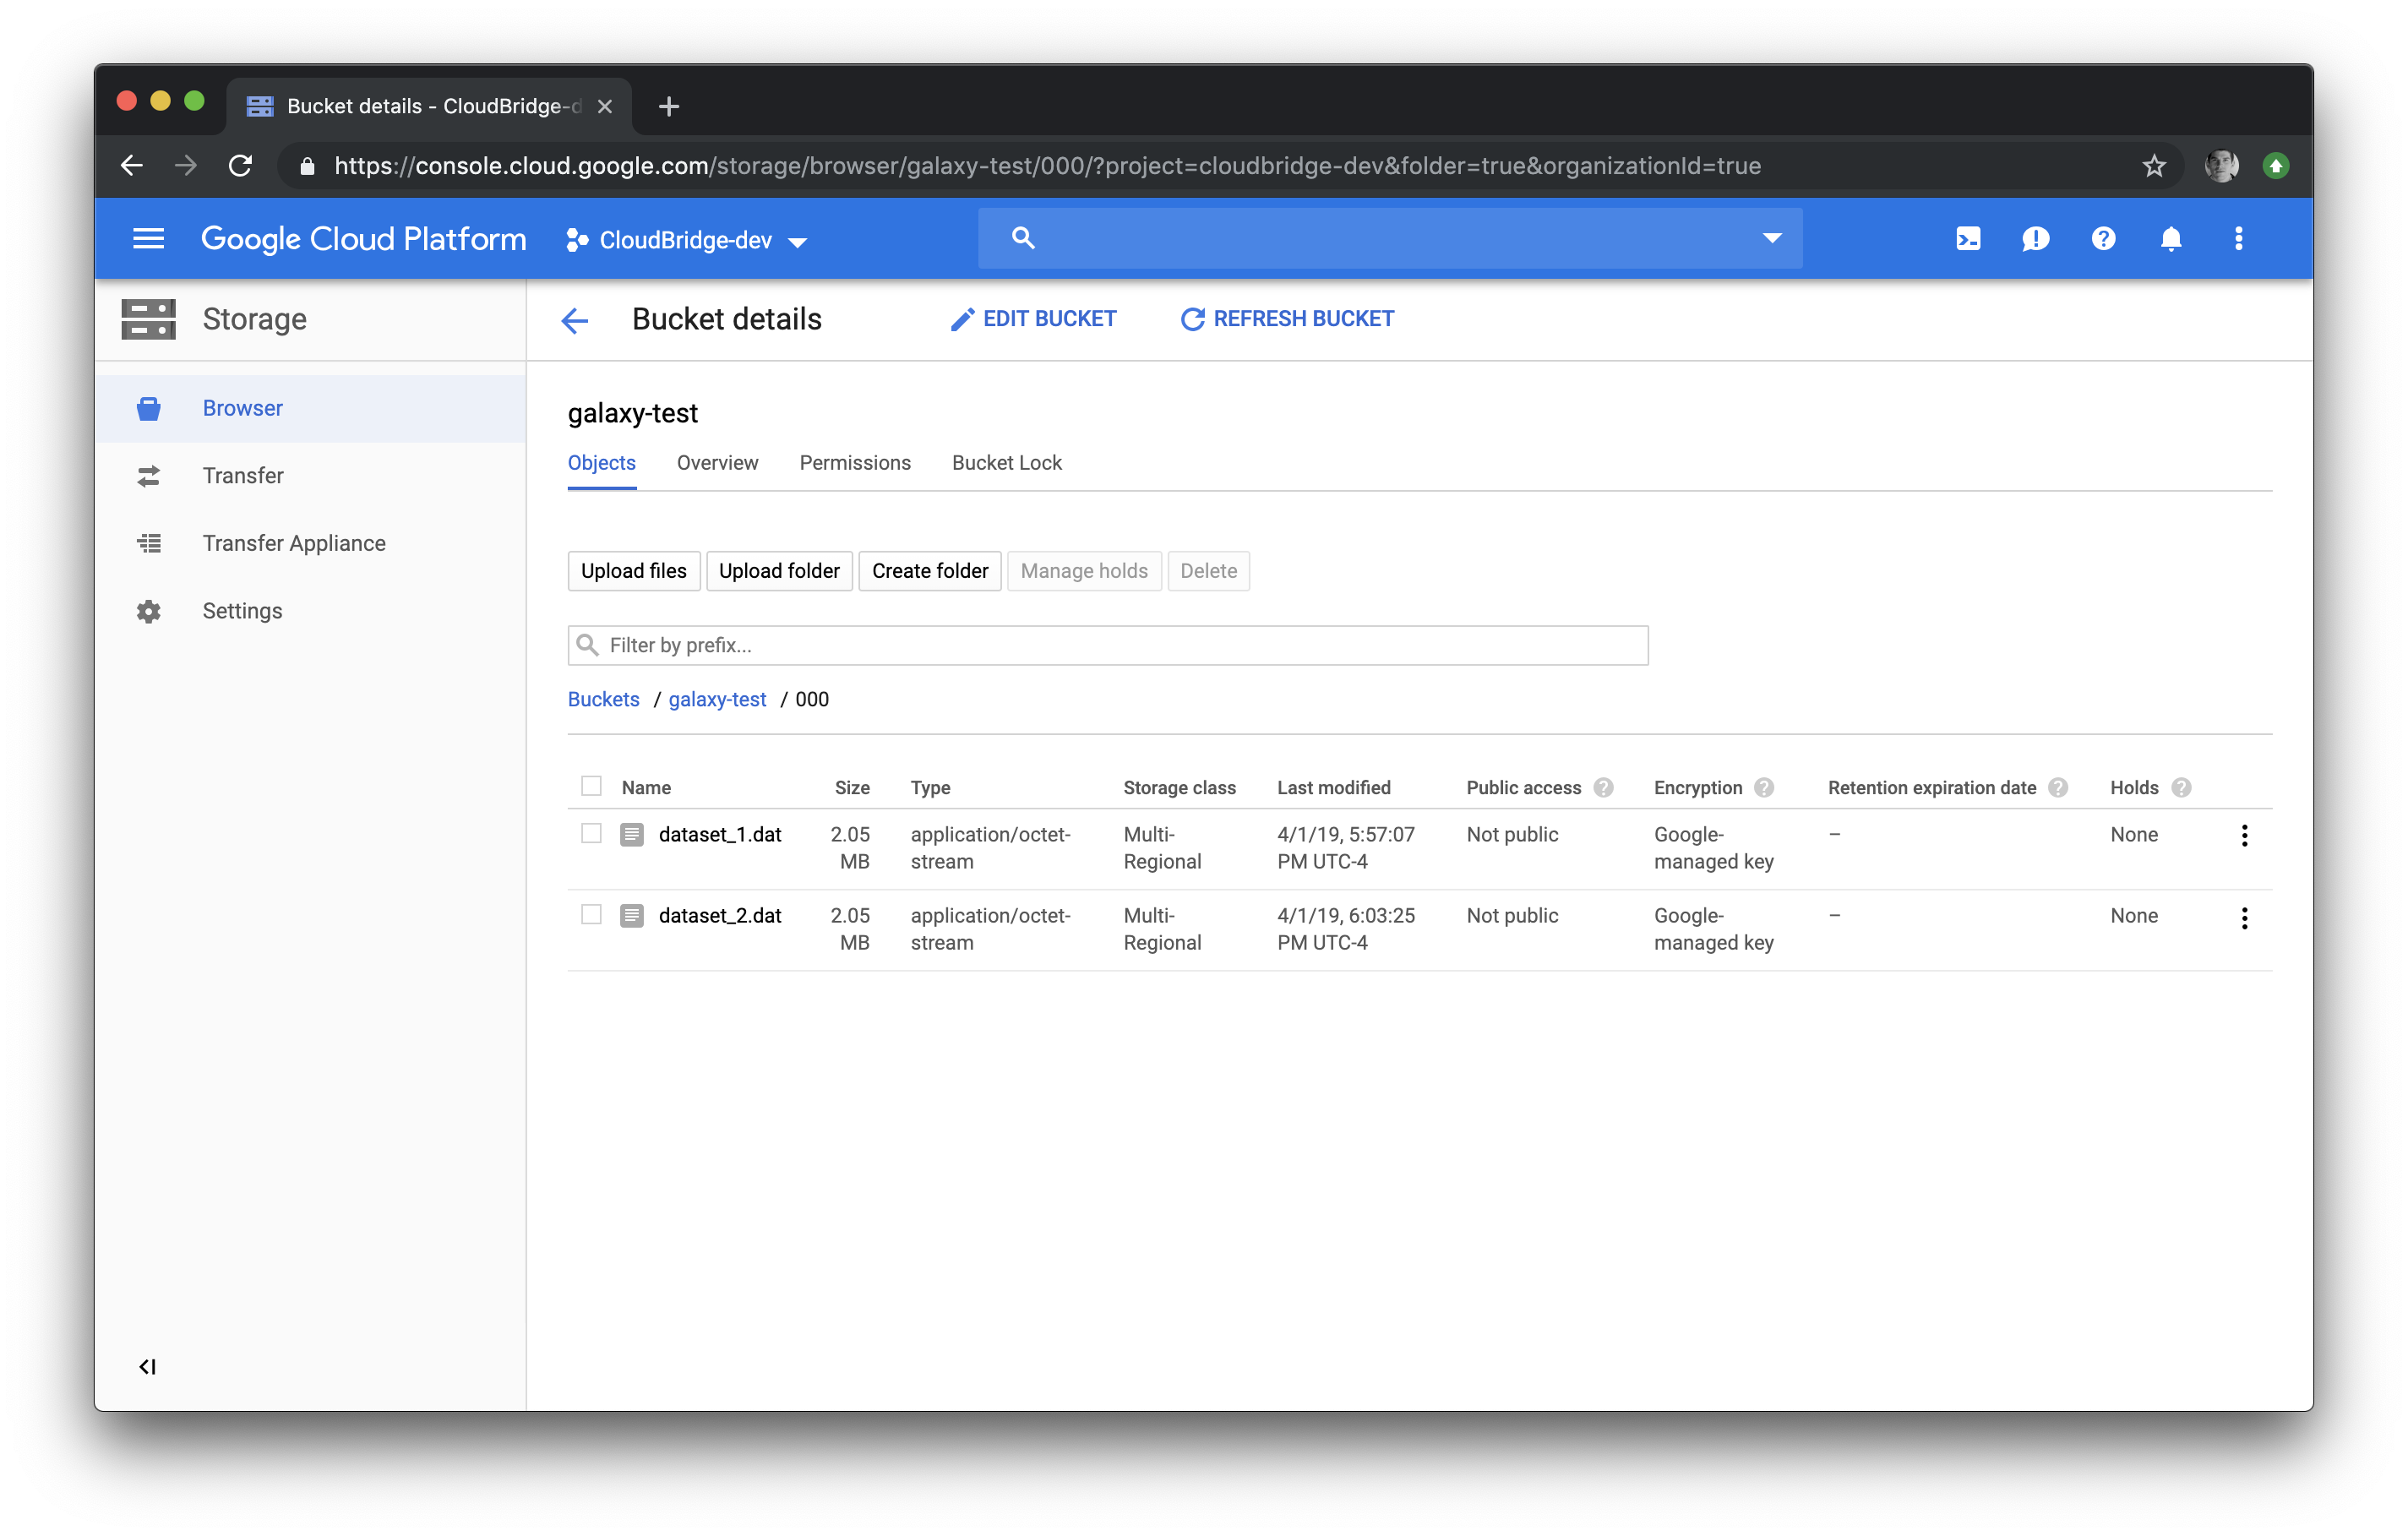 Bucket details - CloudBridge-d
https://console.cloud.google.com/storage/browser/galaxy-test/000/?project=cloudbridge-dev&folder=true&organizationId=true
Google Cloud Platform
CloudBridge-dev
Storage
Bucket details
EDIT BUCKET
REFRESH BUCKET
Browser
Transfer
Transfer Appliance
Settings
galaxy-test
Objects Overview Permissions Bucket Lock
Upload files Upload folder Create folder Manage holds Delete
Filter by prefix...
Buckets / galaxy-test / 000
Name Size Type Storage class Last modified Public access ? Encryption ? Retention expiration date ? Holds ?
dataset_1.dat 2.05 application/octet- Multi- 4/1/19, 5:57:07 Not public Google- – None
MB stream Regional PM UTC-4 managed key
dataset_2.dat 2.05 application/octet- Multi- 4/1/19, 6:03:25 Not public Google- – None
MB stream Regional PM UTC-4 managed key